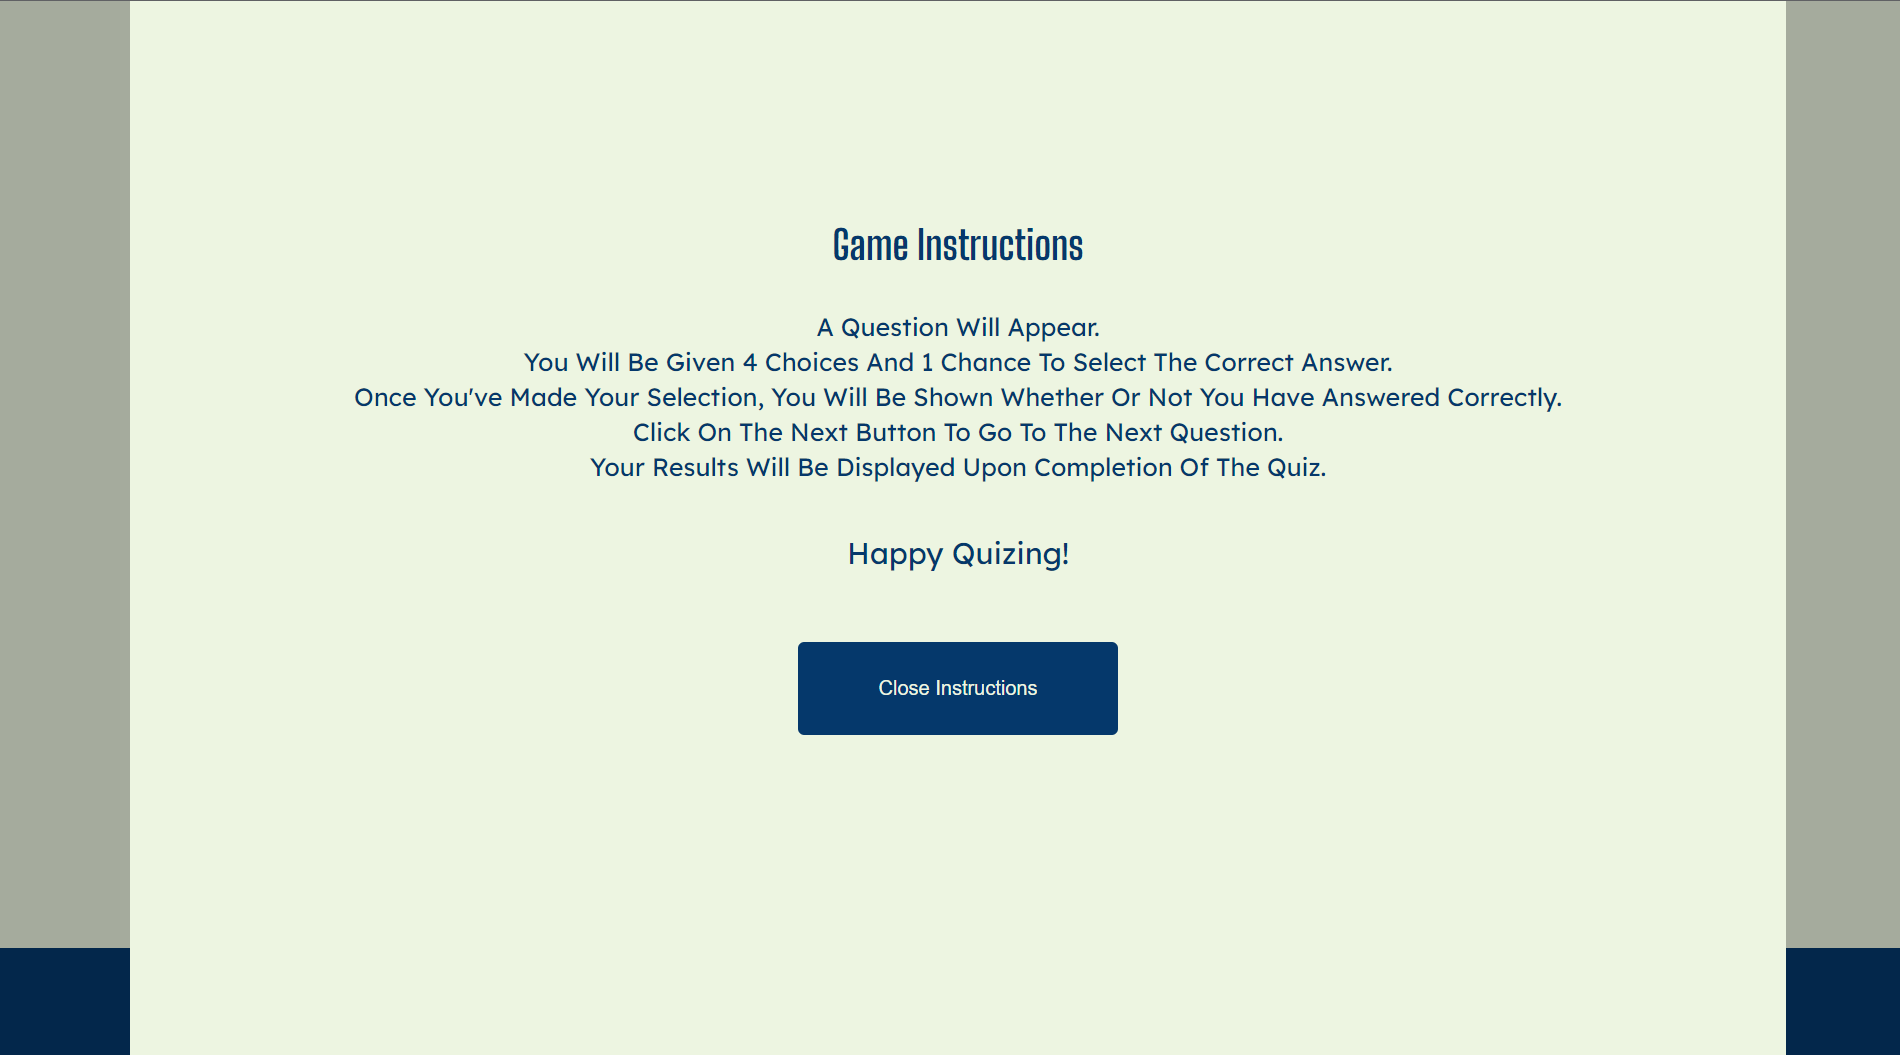 Game Instructions
A Question Will Appear.
You Will Be Given 4 Choices And 1 Chance To Select The Correct Answer.
Once You've Made Your Selection, You Will Be Shown Whether Or Not You Have Answered Correctly.
Click On The Next Button To Go To The Next Question.
Your Results Will Be Displayed Upon Completion Of The Quiz.
Happy Quizing!
Close Instructions